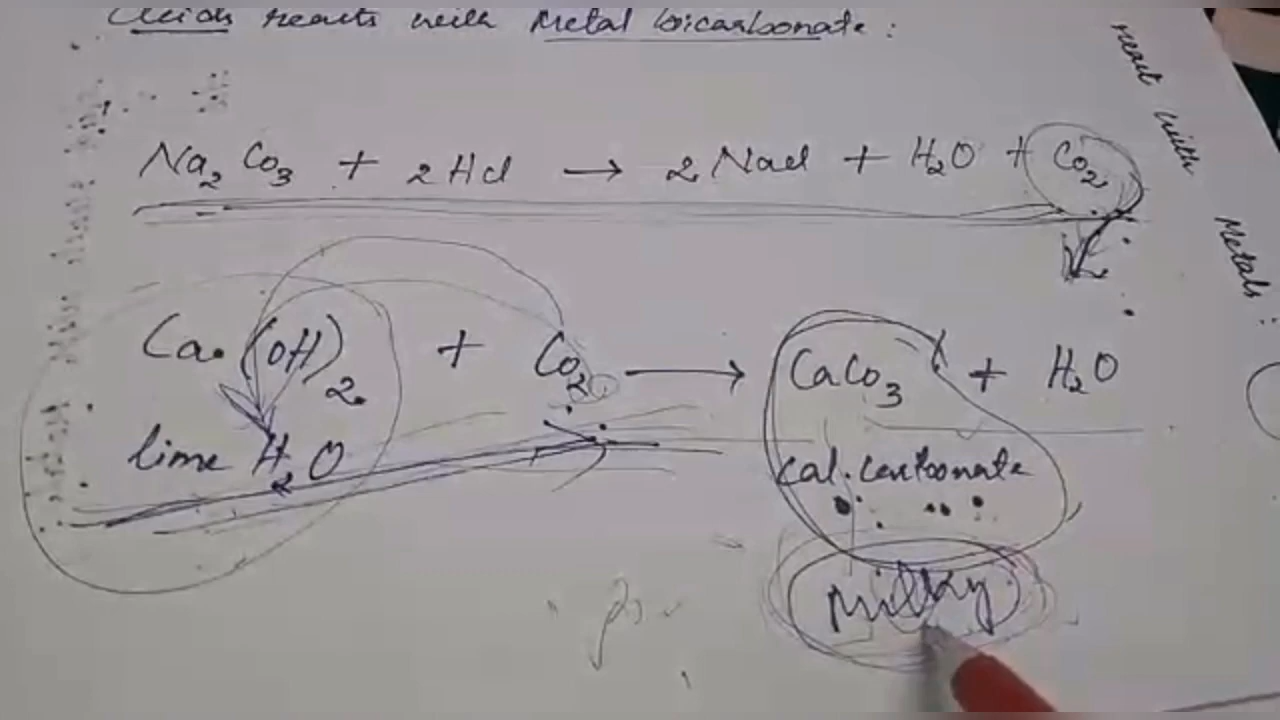 Acids reacts with Metal bicarbonate :
Na₂Co₃ + 2Hcl → 2Nacl + H₂O + Co₂
Ca(OH)₂ + Co₂ → CaCo₃ + H₂O
lime H₂O
cal. carbonate
Milky
react with
Metals :